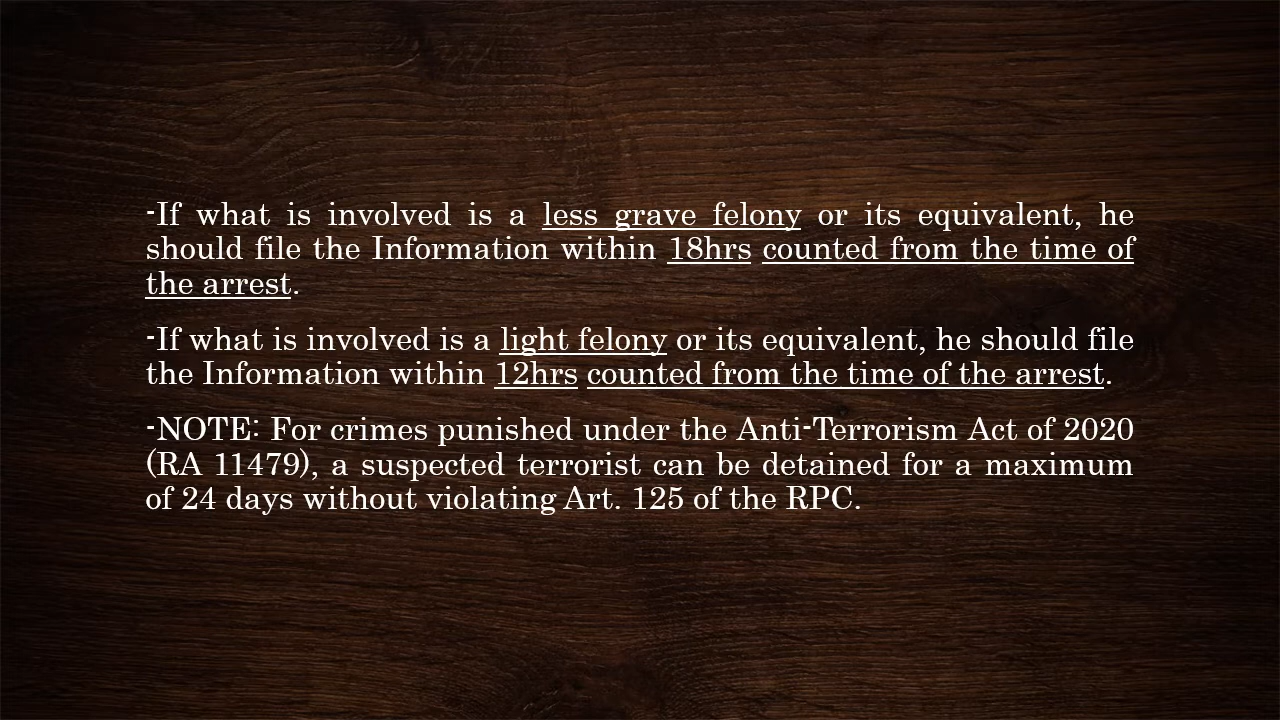 -If what is involved is a less grave felony or its equivalent, he
should file the Information within 18hrs counted from the time of
the arrest.
-If what is involved is a light felony or its equivalent, he should file
the Information within 12hrs counted from the time of the arrest.
-NOTE: For crimes punished under the Anti-Terrorism Act of 2020
(RA 11479), a suspected terrorist can be detained for a maximum
of 24 days without violating Art. 125 of the RPC.